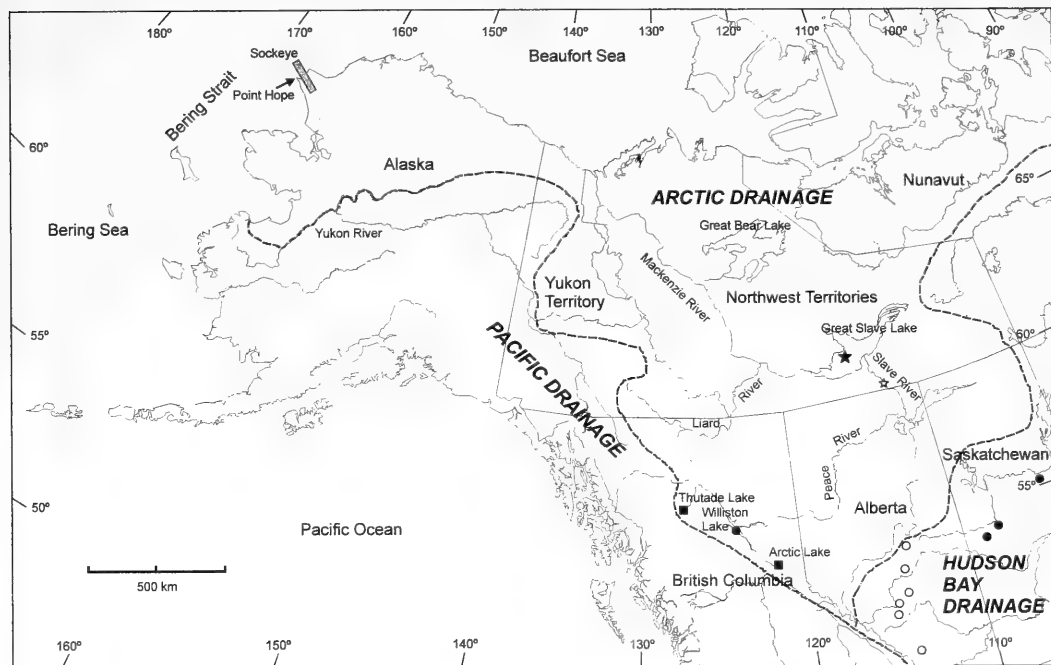 180º
170º
160º
150º
140º
130º
120º
110º
100º
90º
80º
Beaufort Sea
Sockeye
Point Hope
Bering Strait
60º
Alaska
Nunavut
65º
ARCTIC DRAINAGE
Great Bear Lake
Bering Sea
Yukon River
Mackenzie River
Yukon
Territory
Northwest Territories
55º
Great Slave Lake
60º
PACIFIC DRAINAGE
Slave River
River
Liard
River
Peace
Saskatchewan
55º
50º
Thutade Lake
Williston
Lake
Alberta
Pacific Ocean
Arctic Lake
500 km
British Columbia
HUDSON
BAY
DRAINAGE
160º
150º
140º
130º
120º
110º